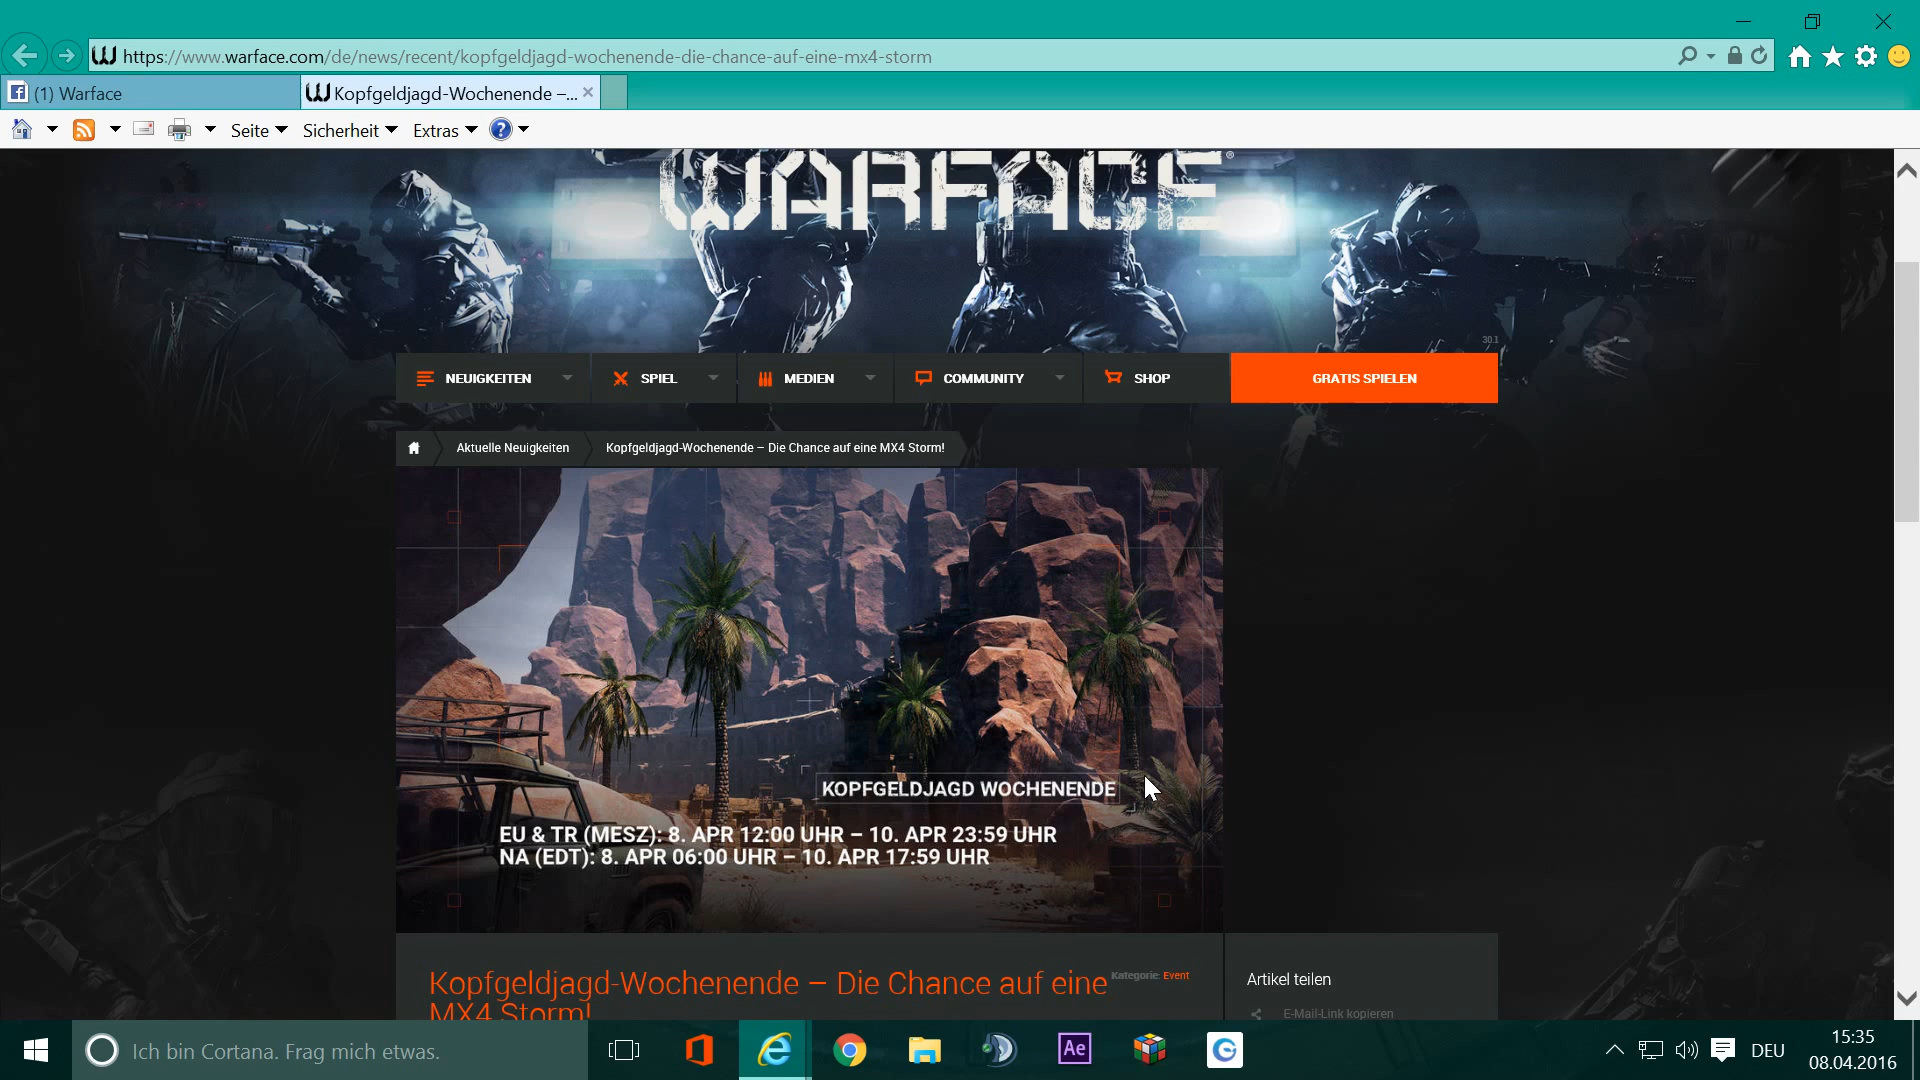 https://www.warface.com/de/news/recent/kopfgeldjagd-wochenende-die-chance-auf-eine-mx4-storm
(1) Warface
Kopfgeldjagd-Wochenende –...
Seite
Sicherheit
Extras
WARFACE®
30.1
NEUIGKEITEN
SPIEL
MEDIEN
COMMUNITY
SHOP
GRATIS SPIELEN
Aktuelle Neuigkeiten
Kopfgeldjagd-Wochenende – Die Chance auf eine MX4 Storm!
KOPFGELDJAGD WOCHENENDE
EU & TR (MESZ): 8. APR 12:00 UHR – 10. APR 23:59 UHR
NA (EDT): 8. APR 06:00 UHR – 10. APR 17:59 UHR
Kopfgeldjagd-Wochenende – Die Chance auf eine
MX4 Storm!
Kategorie: Event
Artikel teilen
E-Mail-Link kopieren
Ich bin Cortana. Frag mich etwas.
Ae
DEU
15:35
08.04.2016